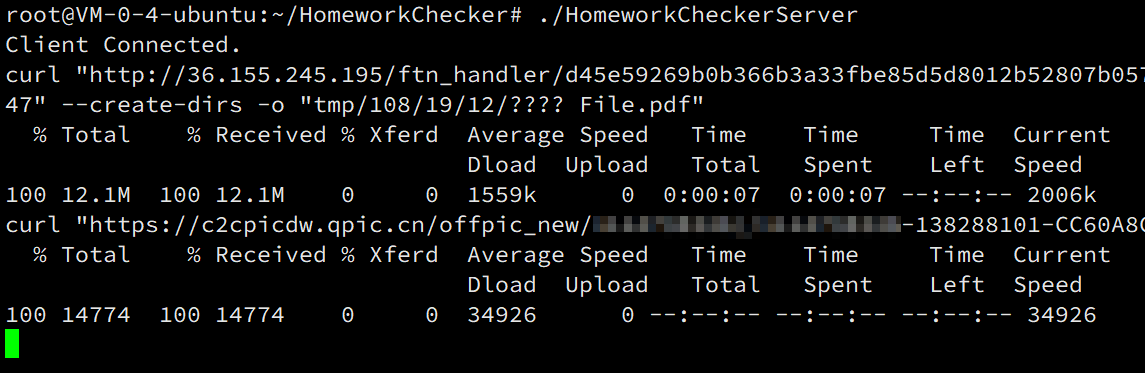 root@VM-0-4-ubuntu:~/HomeworkChecker# ./HomeworkCheckerServer
Client Connected.
curl "http://36.155.245.195/ftn_handler/d45e59269b0b366b3a33fbe85d5d8012b52807b057
47" --create-dirs -o "tmp/108/19/12/???? File.pdf"
% Total % Received % Xferd Average Speed Time Time Time Current
Dload Upload Total Spent Left Speed
100 12.1M 100 12.1M 0 0 1559k 0 0:00:07 0:00:07 --:--:-- 2006k
curl "https://c2cpicdw.qpic.cn/offpic_new/ -138288101-CC60A8C
% Total % Received % Xferd Average Speed Time Time Time Current
Dload Upload Total Spent Left Speed
100 14774 100 14774 0 0 34926 0 --:--:-- --:--:-- --:--:-- 34926